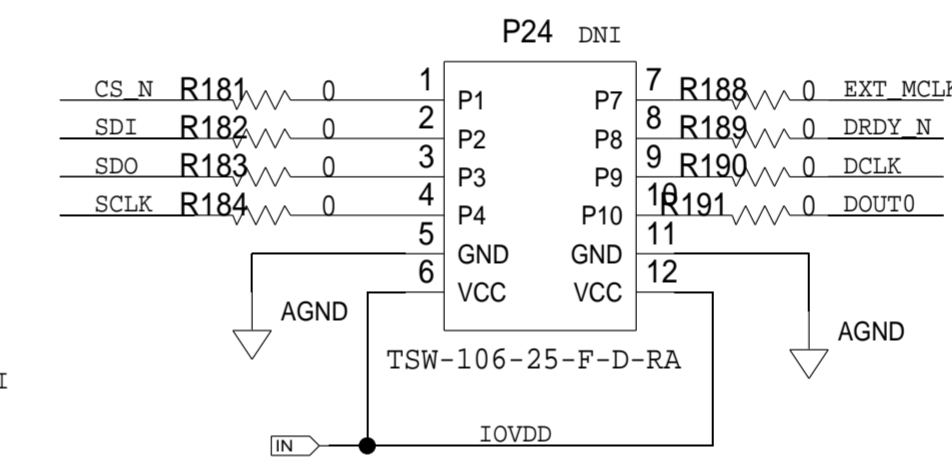 P24 DNI
CS_N R181 0 1 P1 P7 7 R188 0 EXT_MCLK
SDI R182 0 2 P2 P8 8 R189 0 DRDY_N
SDO R183 0 3 P3 P9 9 R190 0 DCLK
SCLK R184 0 4 P4 P10 10 R191 0 DOUT0
5 GND GND 11
6 VCC VCC 12
AGND AGND
TSW-106-25-F-D-RA
I
IN IOVDD